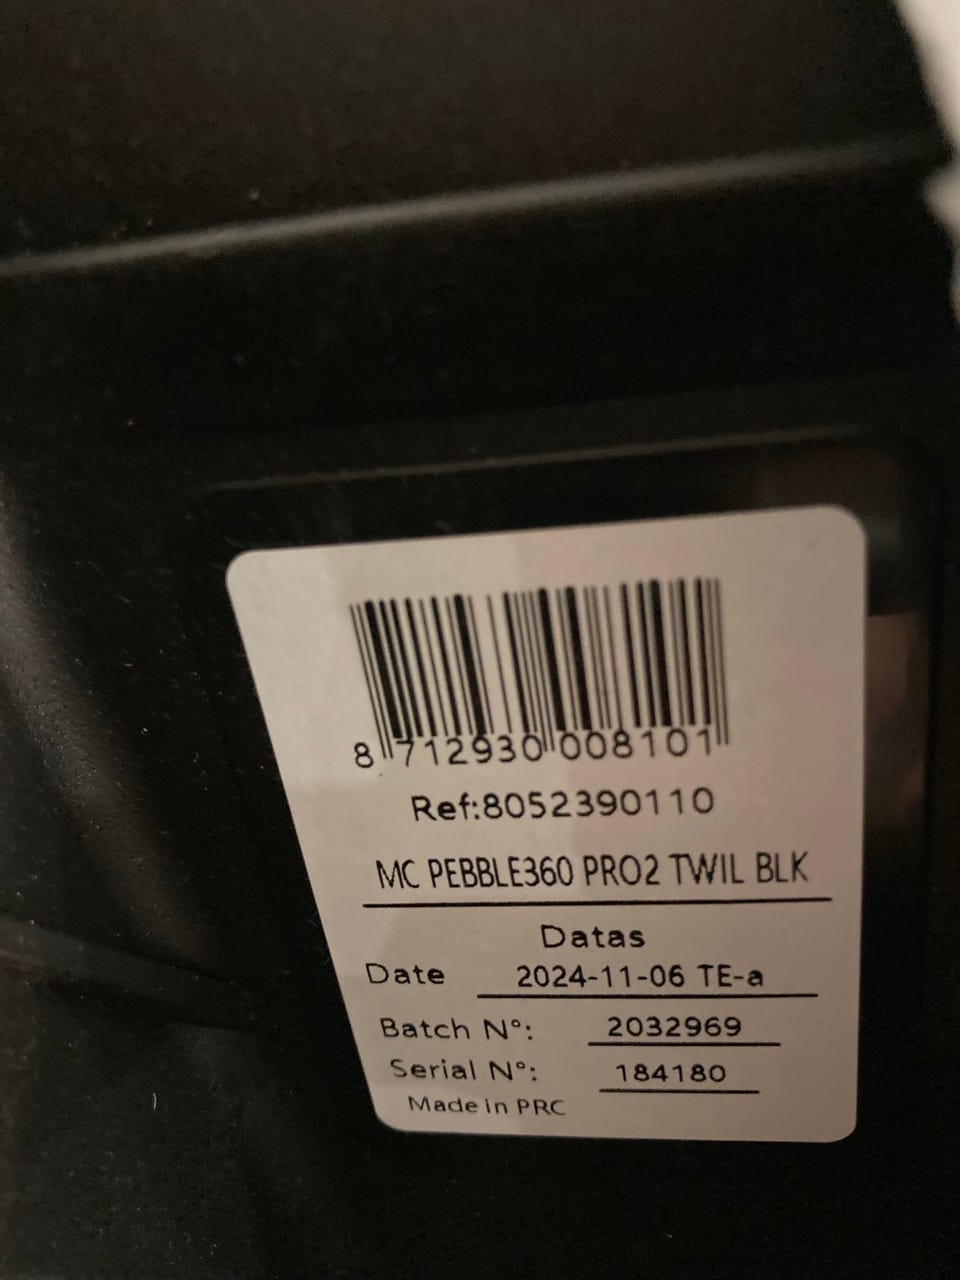 8 712930 008101
Ref:8052390110
MC PEBBLE360 PRO2 TWIL BLK
Datas
Date 2024-11-06 TE-a
Batch N°: 2032969
Serial N°: 184180
Made in PRC